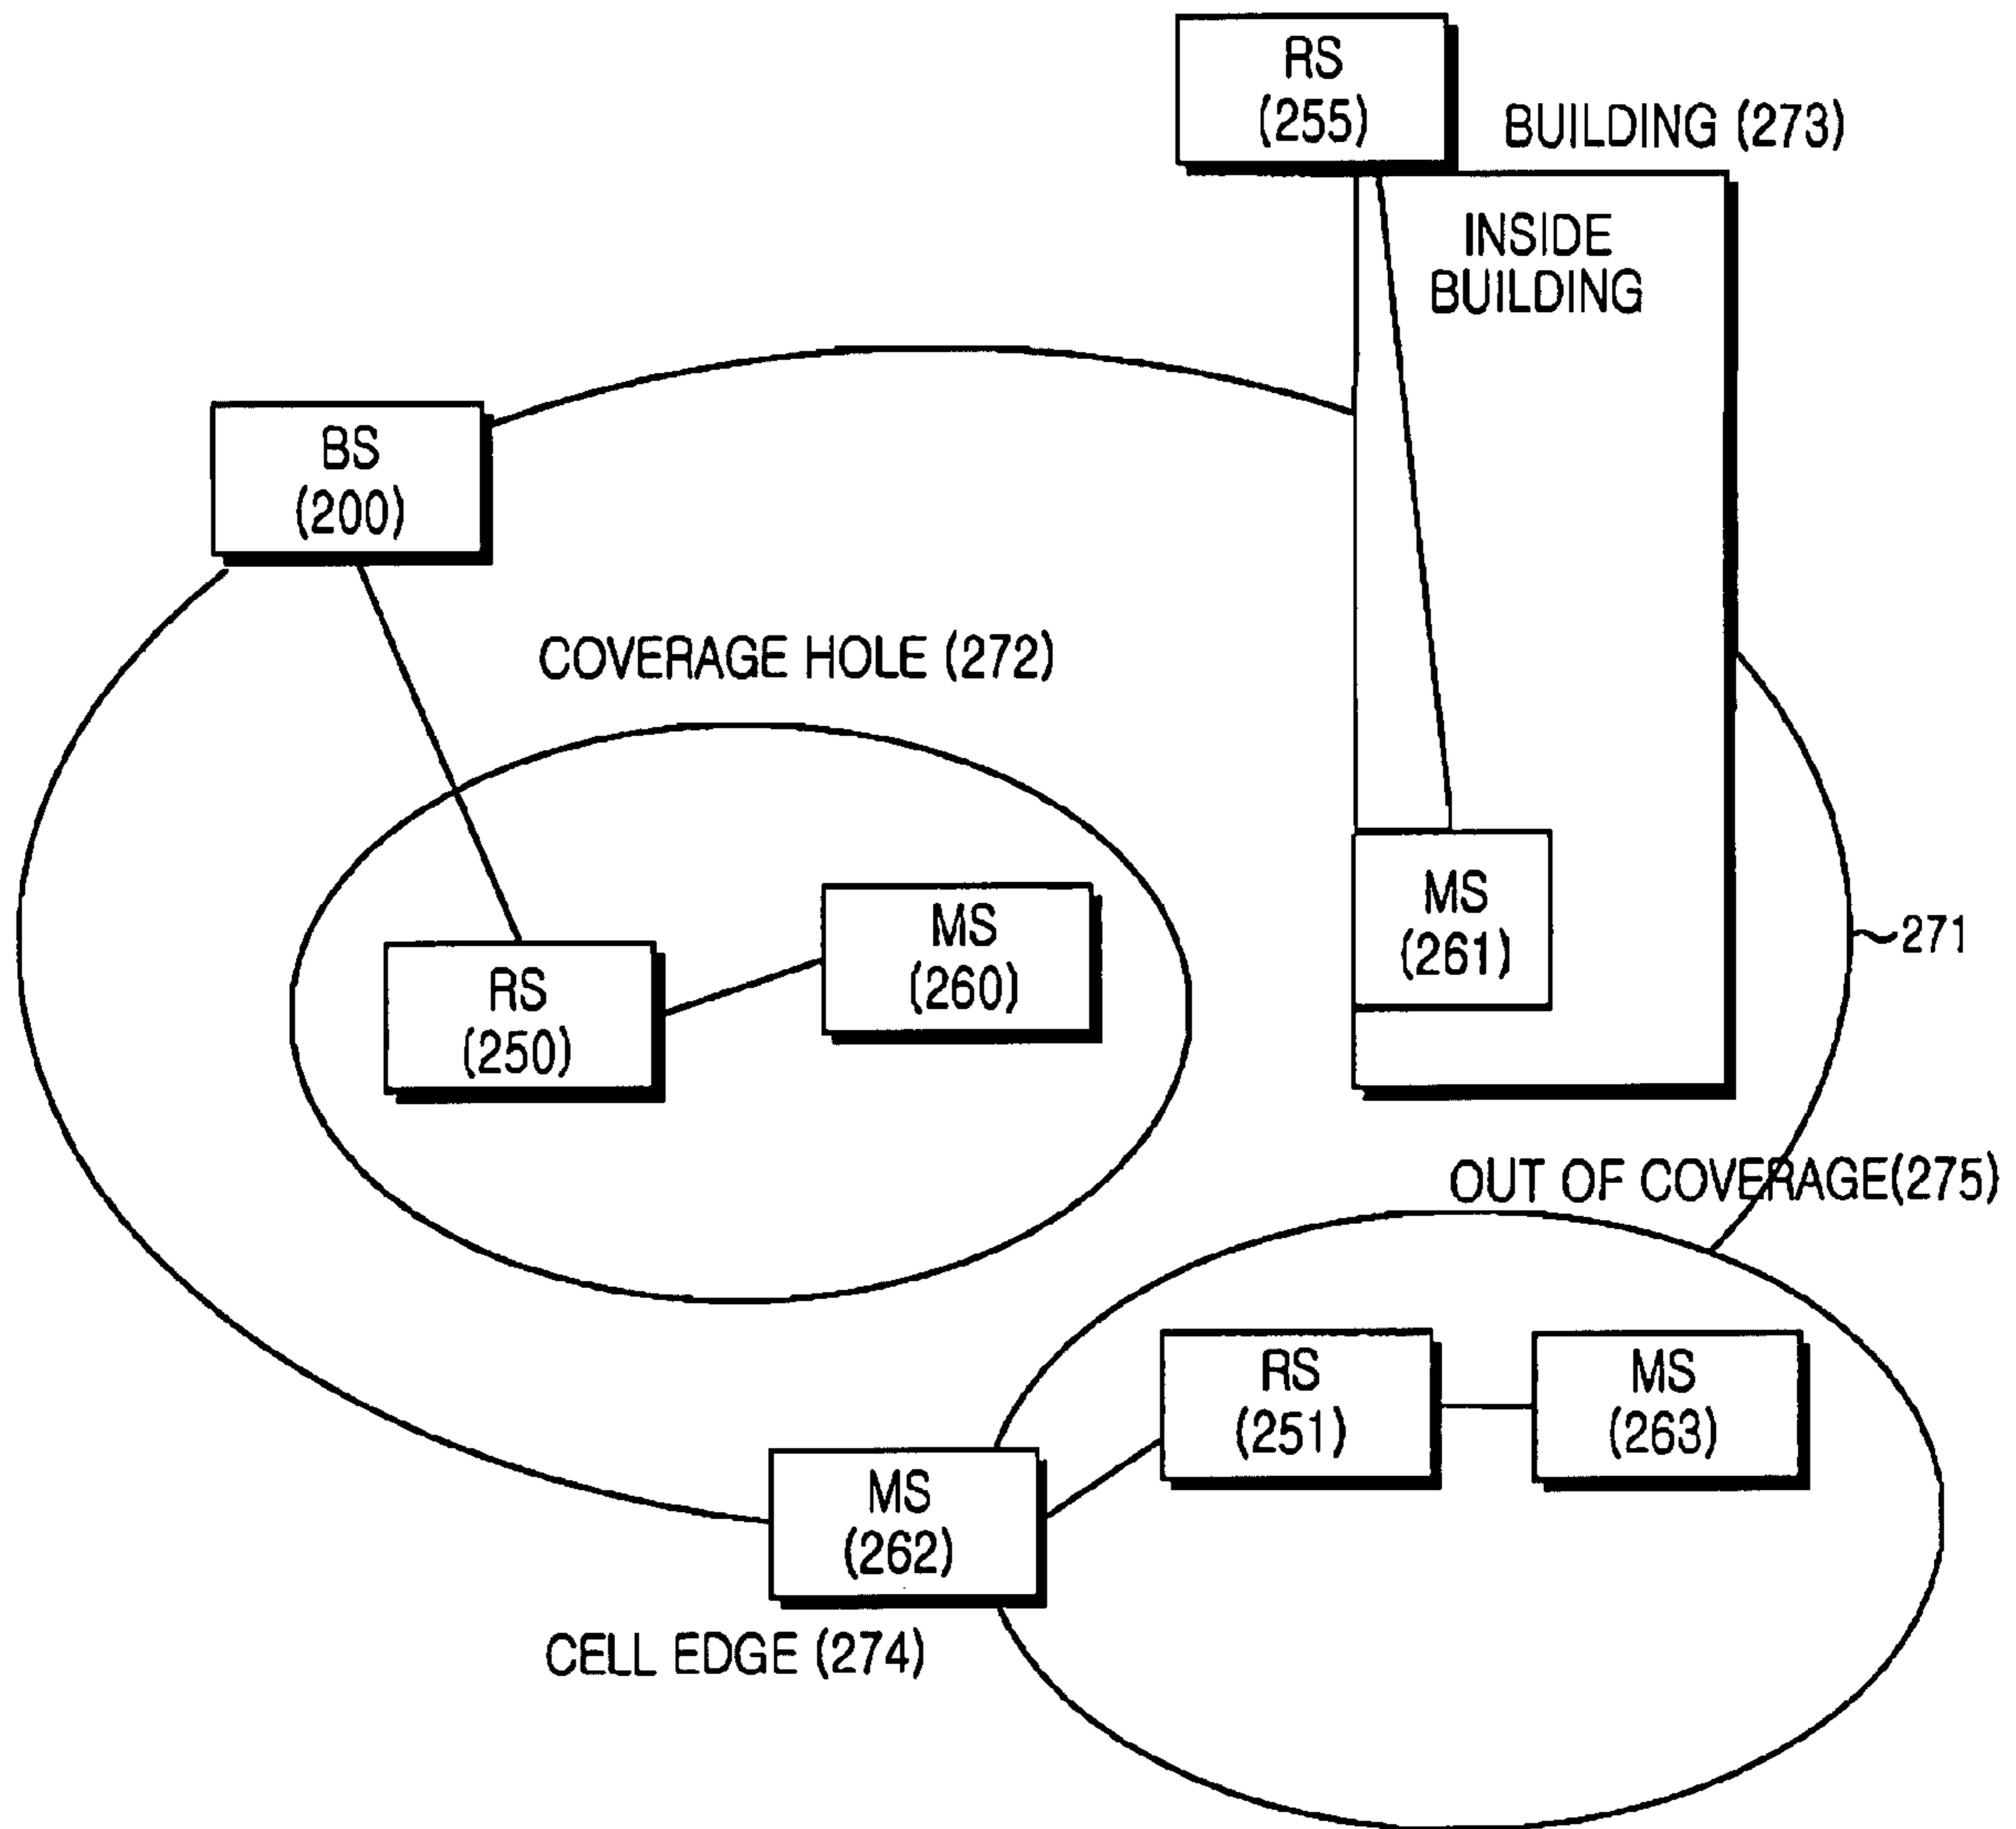 RS
(255)
BUILDING (273)
INSIDE
BUILDING
BS
(200)
COVERAGE HOLE (272)
MS
(260)
MS
(261)
271
RS
(250)
OUT OF COVERAGE(275)
RS
(251)
MS
(263)
MS
(262)
CELL EDGE (274)